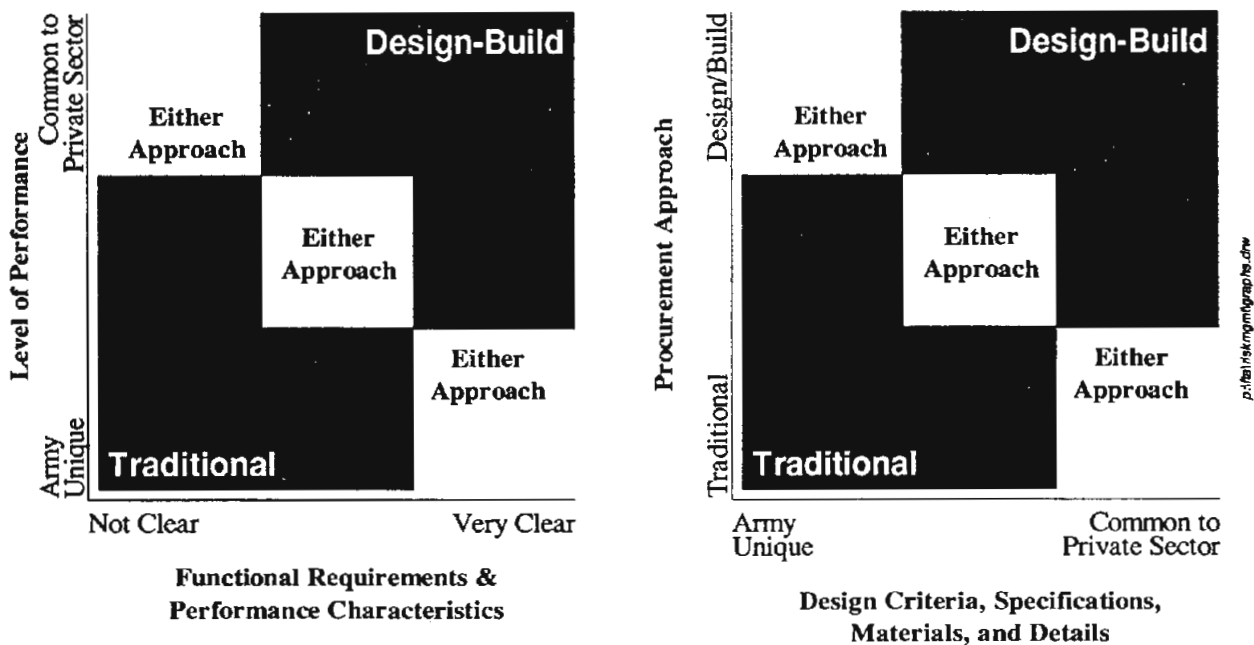 Level of Performance
Common to
Private Sector
Army
Unique
Design-Build
Either
Approach
Either
Approach
Either
Approach
Traditional
Not Clear
Very Clear
Functional Requirements &
Performance Characteristics
Procurement Approach
Design/Build
Traditional
Design-Build
Either
Approach
Either
Approach
Either
Approach
Traditional
Army
Unique
Common to
Private Sector
Design Criteria, Specifications,
Materials, and Details